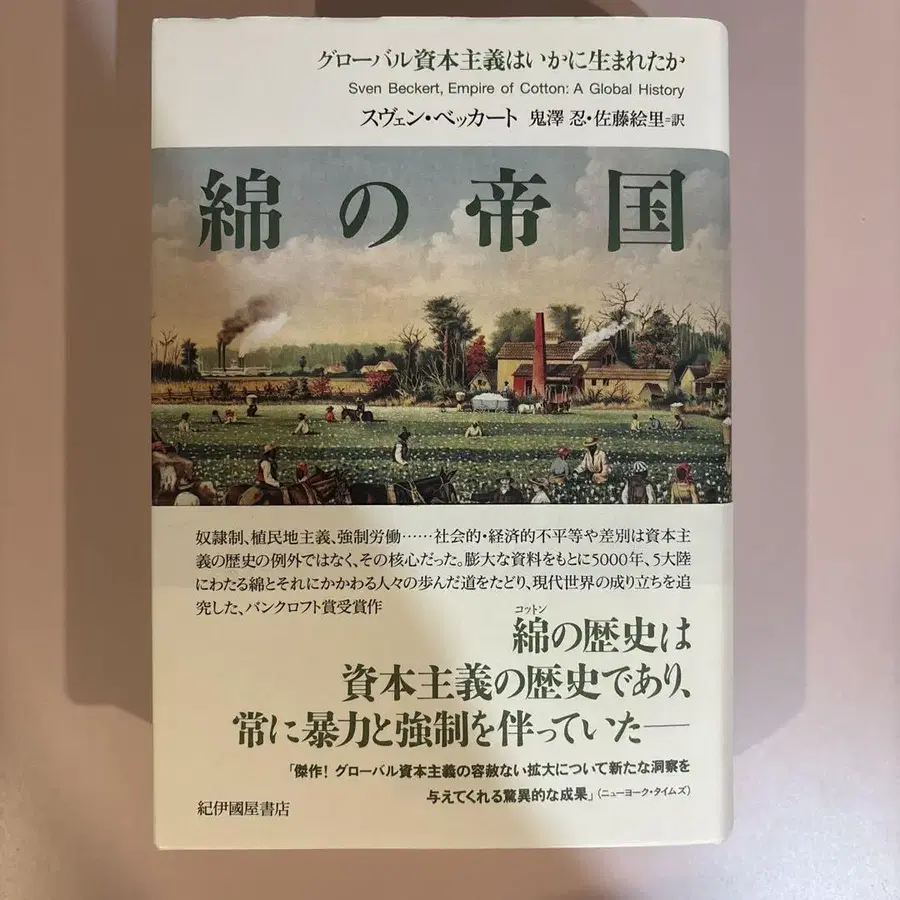 グローバル資本主義はいかに生まれたか
Sven Beckert, Empire of Cotton: A Global History
スヴェン・ベッカート 鬼澤 忍・佐藤絵里=訳
綿の帝国
奴隷制、植民地主義、強制労働……社会的・経済的不平等や差別は資本主
義の歴史の例外ではなく、その核心だった。膨大な資料をもとに5000年、5大陸
にわたる綿とそれにかかわる人々の歩んだ道をたどり、現代世界の成り立ちを追
究した、バンクロフト賞受賞作
コットン
綿の歴史は
資本主義の歴史であり、
常に暴力と強制を伴っていた──
「傑作! グローバル資本主義の容赦ない拡大について新たな洞察を
与えてくれる驚異的な成果」(ニューヨーク・タイムズ)
紀伊國屋書店